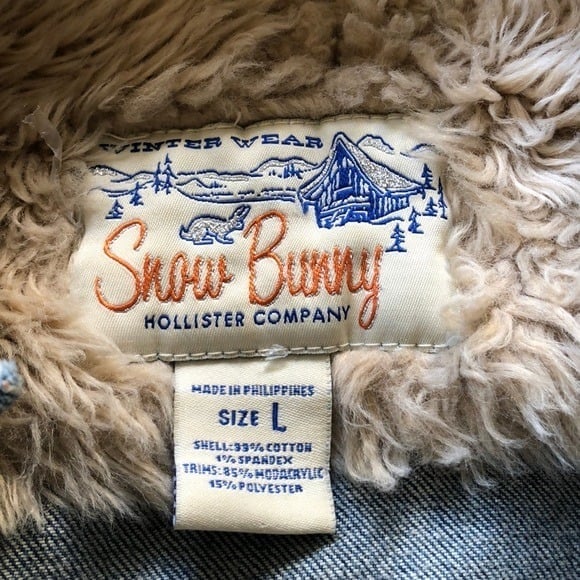 WINTER WEAR
Snow Bunny
HOLLISTER COMPANY
MADE IN PHILIPPINES
SIZE L
SHELL:99% COTTON
1% SPANDEX
TRIMS:85% MODACRYLIC
15% POLYESTER